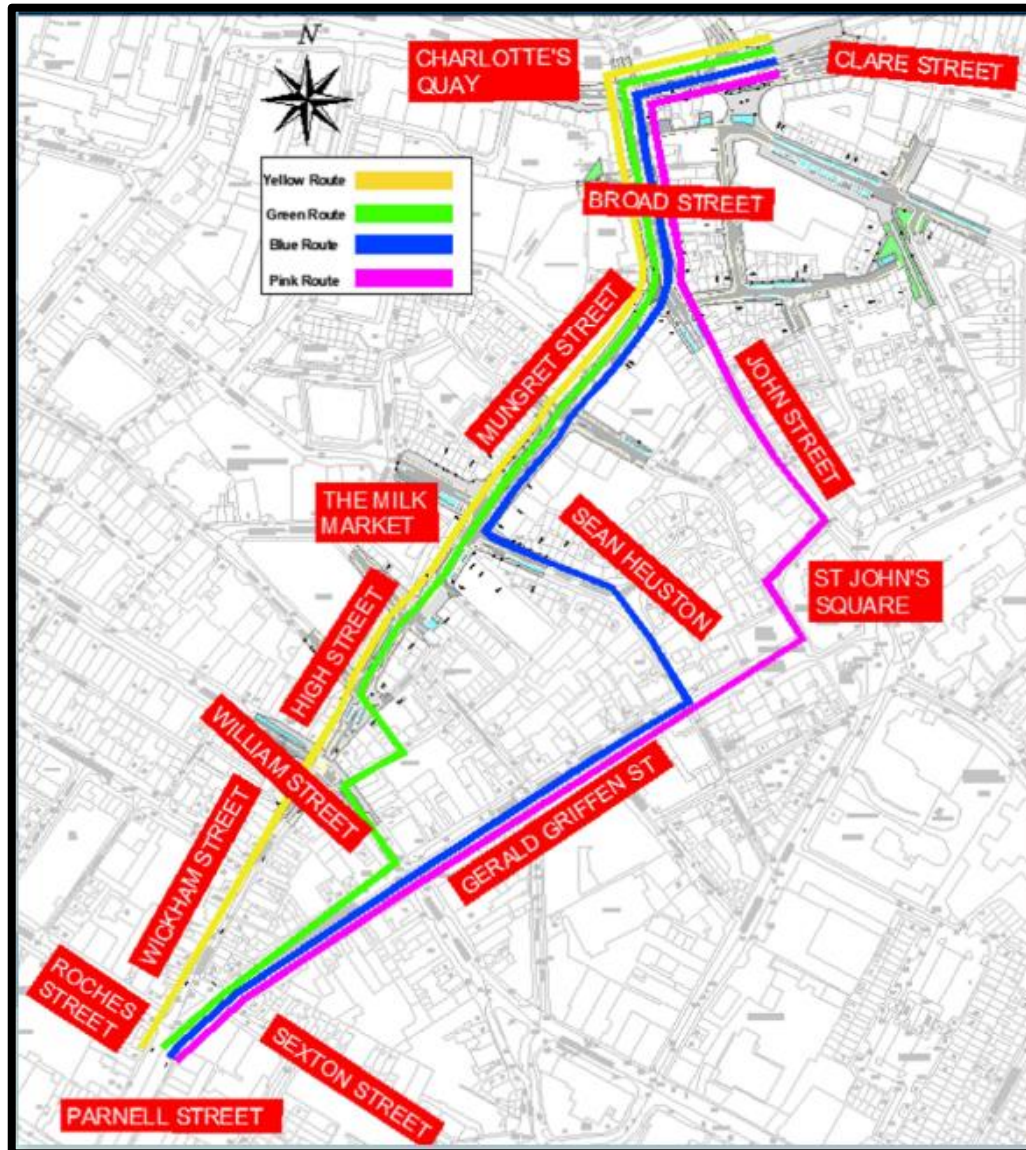 N
CHARLOTTE'S
QUAY
CLARE STREET
Yellow Route
Green Route
Blue Route
Pink Route
BROAD STREET
MUNGRET STREET
JOHN STREET
THE MILK
MARKET
SEAN HEUSTON
ST JOHN'S
SQUARE
HIGH STREET
WILLIAM STREET
WICKHAM STREET
GERALD GRIFFEN ST
ROCHES
STREET
SEXTON STREET
PARNELL STREET